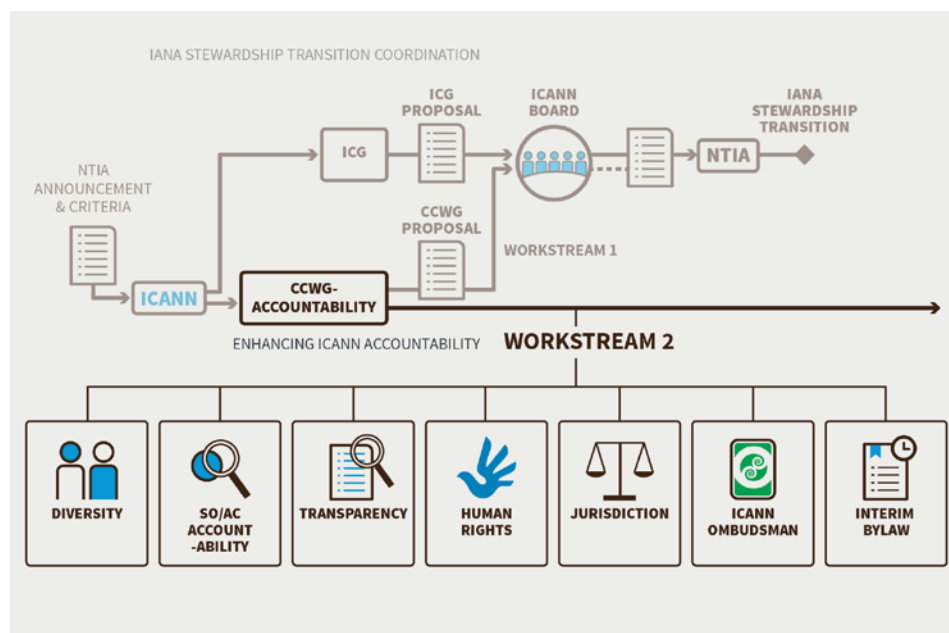 IANA STEWARDSHIP TRANSITION COORDINATION
ICG
PROPOSAL
ICANN
BOARD
IANA
STEWARDSHIP
TRANSITION
ICG
NTIA
NTIA
ANNOUNCEMENT
& CRITERIA
CCWG
PROPOSAL
WORKSTREAM 1
ICANN
CCWG-
ACCOUNTABILITY
ENHANCING ICANN ACCOUNTABILITY
WORKSTREAM 2
DIVERSITY
SO/AC
ACCOUNT
-ABILITY
TRANSPARENCY
HUMAN
RIGHTS
JURISDICTION
ICANN
OMBUDSMAN
INTERIM
BYLAW